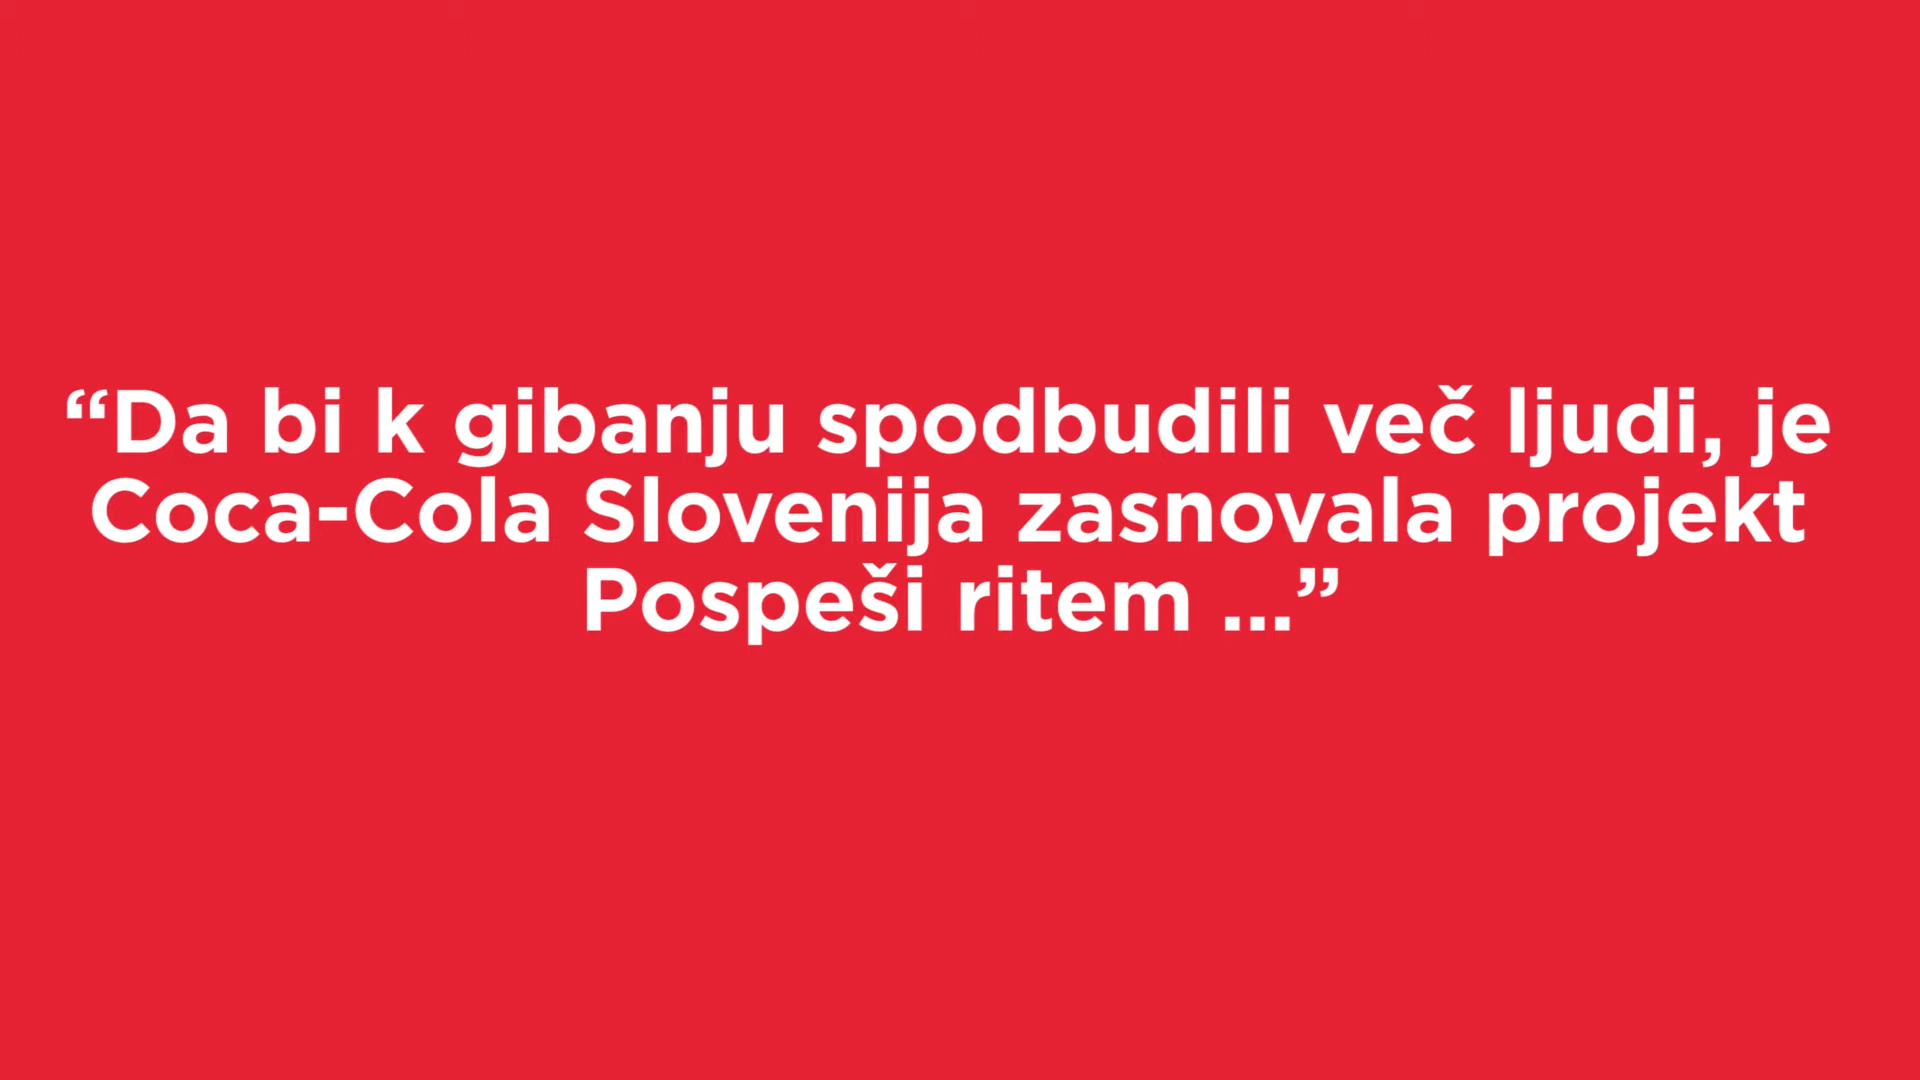 “Da bi k gibanju spodbudili več ljudi, je
Coca-Cola Slovenija zasnovala projekt
Pospeši ritem ...”